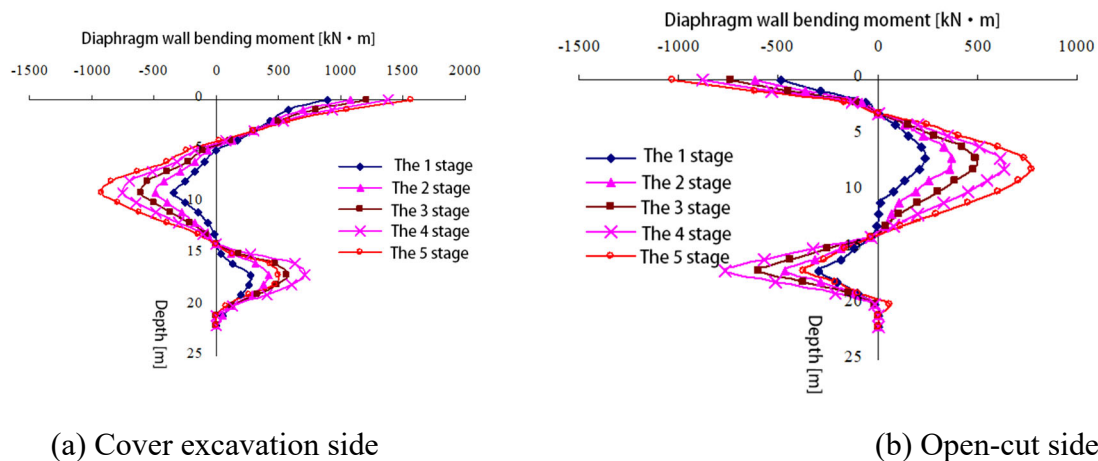 Diaphragm wall bending moment [kN・m]
-1500 -1000 -500 0 500 1000 1500 2000
0
5
10
15
20
25
Depth [m]
The 1 stage
The 2 stage
The 3 stage
The 4 stage
The 5 stage
(a) Cover excavation side
Diaphragm wall bending moment [kN・m]
-1500 -1000 -500 0 500 1000
0
5
10
15
20
25
Depth [m]
The 1 stage
The 2 stage
The 3 stage
The 4 stage
The 5 stage
(b) Open-cut side